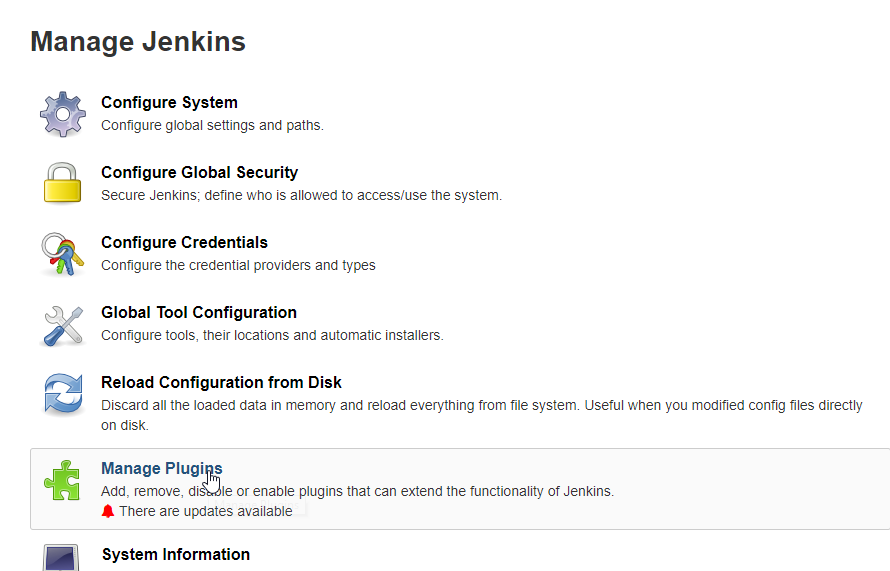 Manage Jenkins
Configure System
Configure global settings and paths.
Configure Global Security
Secure Jenkins; define who is allowed to access/use the system.
Configure Credentials
Configure the credential providers and types
Global Tool Configuration
Configure tools, their locations and automatic installers.
Reload Configuration from Disk
Discard all the loaded data in memory and reload everything from file system. Useful when you modified config files directly
on disk.
Manage Plugins
Add, remove, disable or enable plugins that can extend the functionality of Jenkins.
There are updates available
System Information